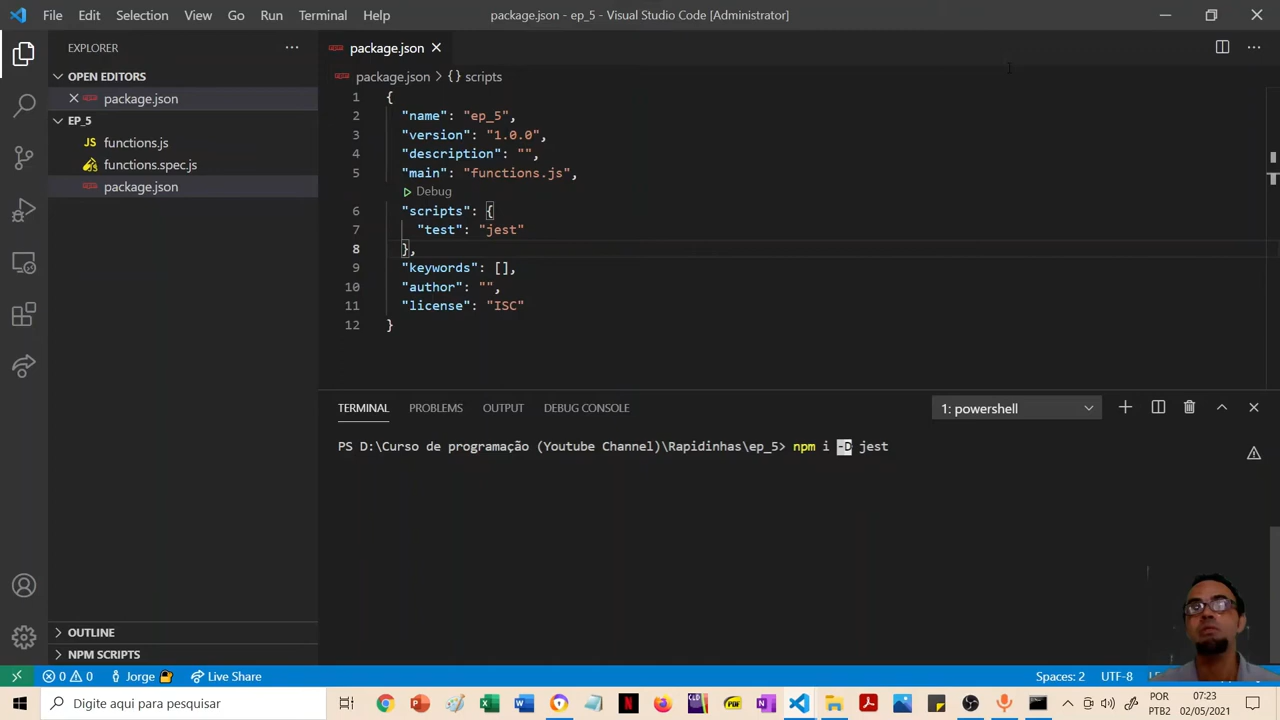 File Edit Selection View Go Run Terminal Help package.json - ep_5 - Visual Studio Code [Administrator]
EXPLORER
package.json
OPEN EDITORS
package.json
EP_5
functions.js
functions.spec.js
package.json
OUTLINE
NPM SCRIPTS
package.json > {} scripts
1 {
2 "name": "ep_5",
3 "version": "1.0.0",
4 "description": "",
5 "main": "functions.js",
Debug
6 "scripts": {
7 "test": "jest"
8 },
9 "keywords": [],
10 "author": "",
11 "license": "ISC"
12 }
TERMINAL PROBLEMS OUTPUT DEBUG CONSOLE 1: powershell
PS D:\Curso de programação (Youtube Channel)\Rapidinhas\ep_5> npm i -D jest
0 0 Jorge Live Share Spaces: 2 UTF-8
Digite aqui para pesquisar
POR
PTB2
07:23
02/05/2021